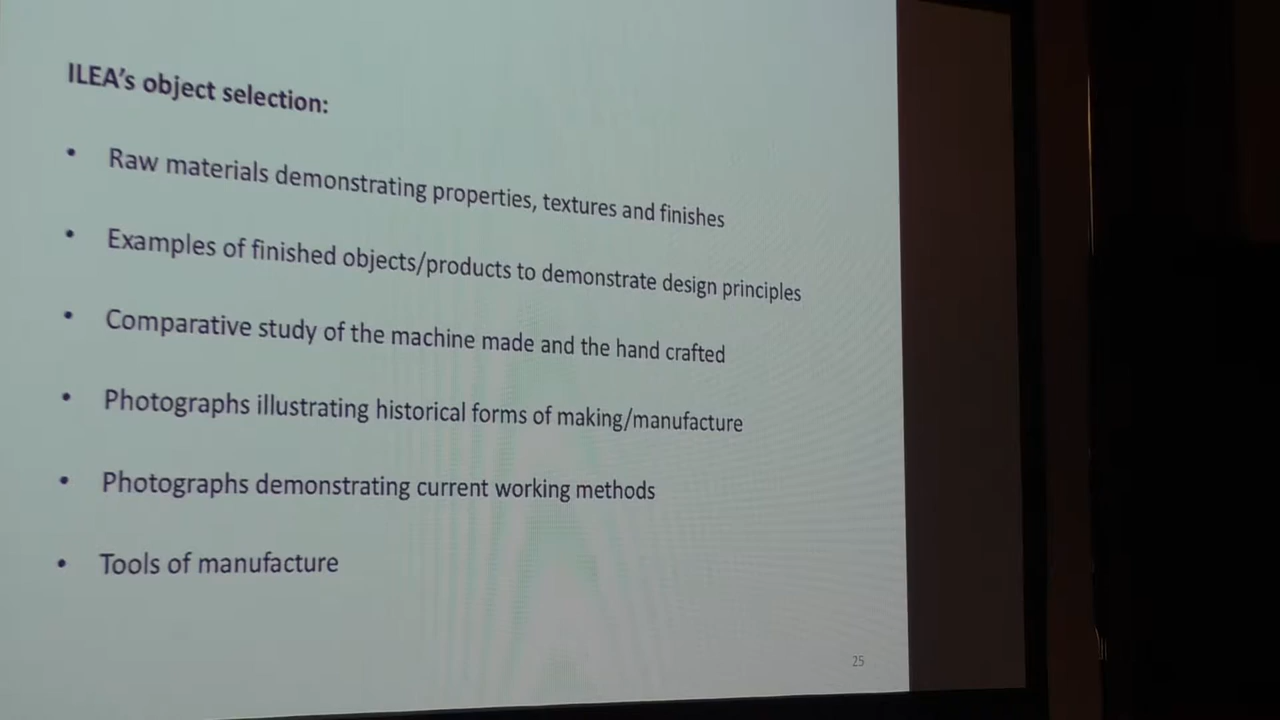 ILEA's object selection:
• Raw materials demonstrating properties, textures and finishes
• Examples of finished objects/products to demonstrate design principles
• Comparative study of the machine made and the hand crafted
• Photographs illustrating historical forms of making/manufacture
• Photographs demonstrating current working methods
• Tools of manufacture
25